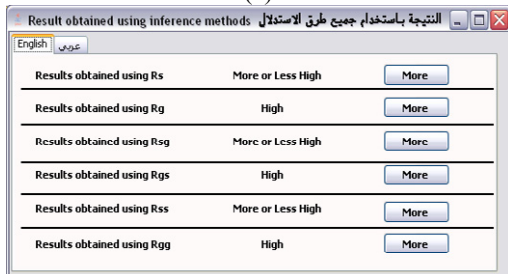 Result obtained using inference methods النتيجة باستخدام جميع طرق الاستدلال
English عربي
Results obtained using Rs More or Less High More
Results obtained using Rg High More
Results obtained using Rsg More or Less High More
Results obtained using Rgs High More
Results obtained using Rss More or Less High More
Results obtained using Rgg High More